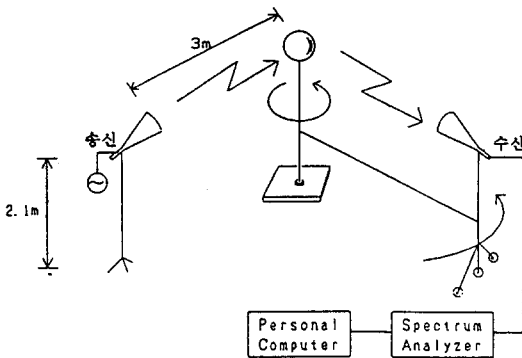 3m
송신
수신
2.1m
Personal
Computer
Spectrum
Analyzer